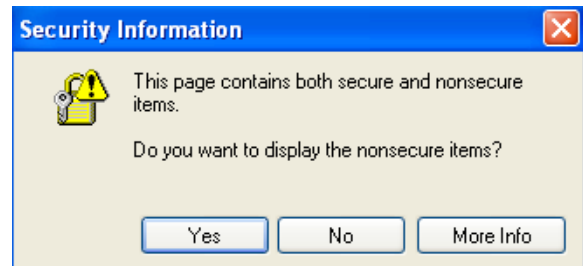 Security Information
This page contains both secure and nonsecure
items.
Do you want to display the nonsecure items?
Yes No More Info